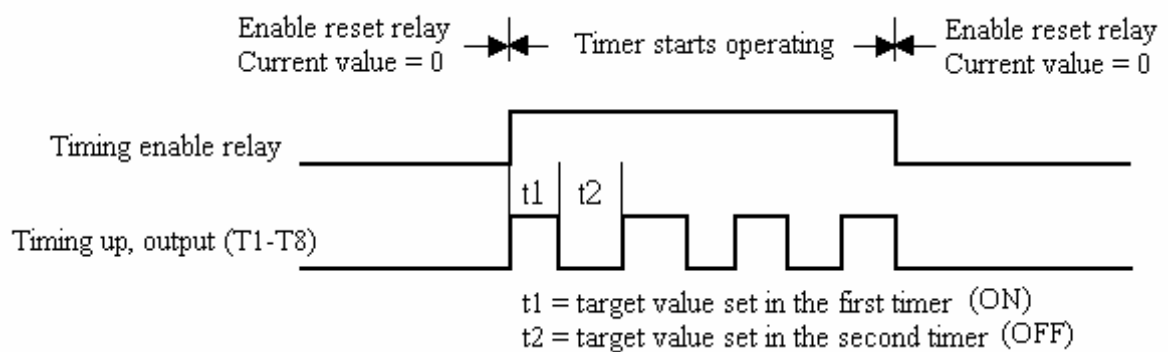 Enable reset relay
Current value = 0
Timer starts operating
Enable reset relay
Current value = 0
Timing enable relay
t1 t2
Timing up, output (T1-T8)
t1 = target value set in the first timer (ON)
t2 = target value set in the second timer (OFF)